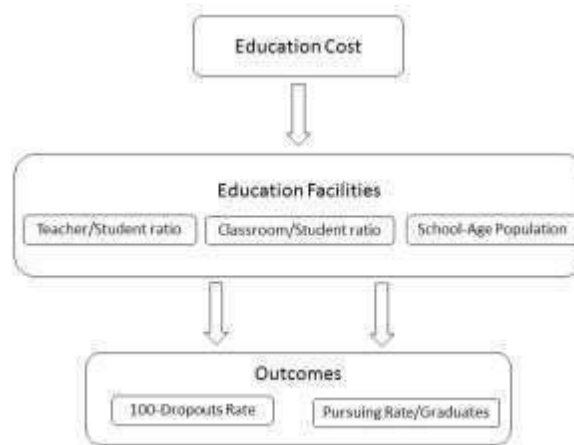 Education Cost
Education Facilities
Teacher/Student ratio
Classroom/Student ratio
School-Age Population
Outcomes
100-Dropouts Rate
Pursuing Rate/Graduates